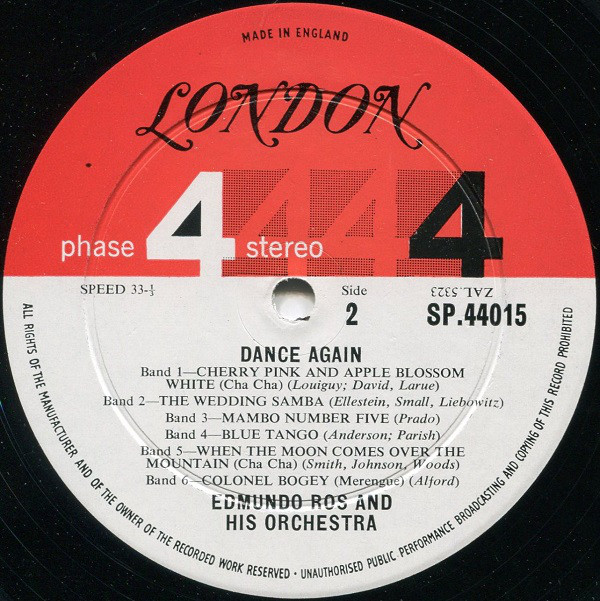 MADE IN ENGLAND
LONDON
phase 4 stereo 4 4 4
SPEED 33-⅓
Side
2
ZAL.5323
SP.44015
DANCE AGAIN
Band 1—CHERRY PINK AND APPLE BLOSSOM
WHITE (Cha Cha) (Louiguy; David, Larue)
Band 2—THE WEDDING SAMBA (Ellestein, Small, Liebowitz)
Band 3—MAMBO NUMBER FIVE (Prado)
Band 4—BLUE TANGO (Anderson; Parish)
Band 5—WHEN THE MOON COMES OVER THE
MOUNTAIN (Cha Cha) (Smith, Johnson, Woods)
Band 6—COLONEL BOGEY (Merengue) (Alford)
EDMUNDO ROS AND
HIS ORCHESTRA
ALL RIGHTS OF THE MANUFACTURER AND OF THE OWNER OF THE RECORDED WORK RESERVED · UNAUTHORISED PUBLIC PERFORMANCE BROADCASTING AND COPYING OF THIS RECORD PROHIBITED